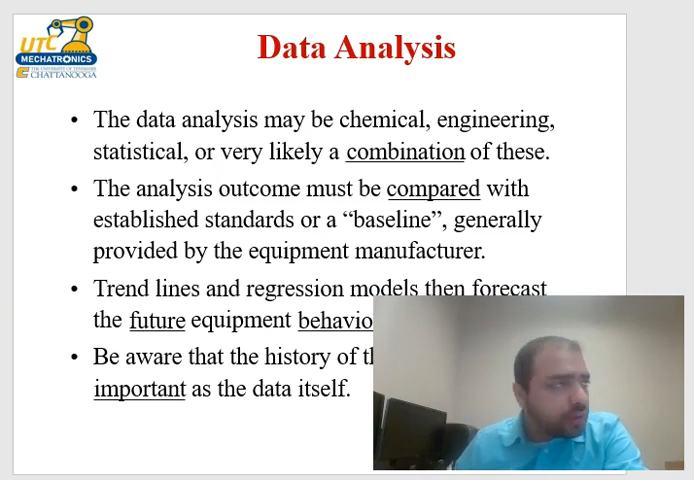 UTC
MECHATRONICS
THE UNIVERSITY OF TENNESSEE
CHATTANOOGA
Data Analysis
• The data analysis may be chemical, engineering,
statistical, or very likely a combination of these.
• The analysis outcome must be compared with
established standards or a “baseline”, generally
provided by the equipment manufacturer.
• Trend lines and regression models then forecast
the future equipment behavio
• Be aware that the history of th
important as the data itself.